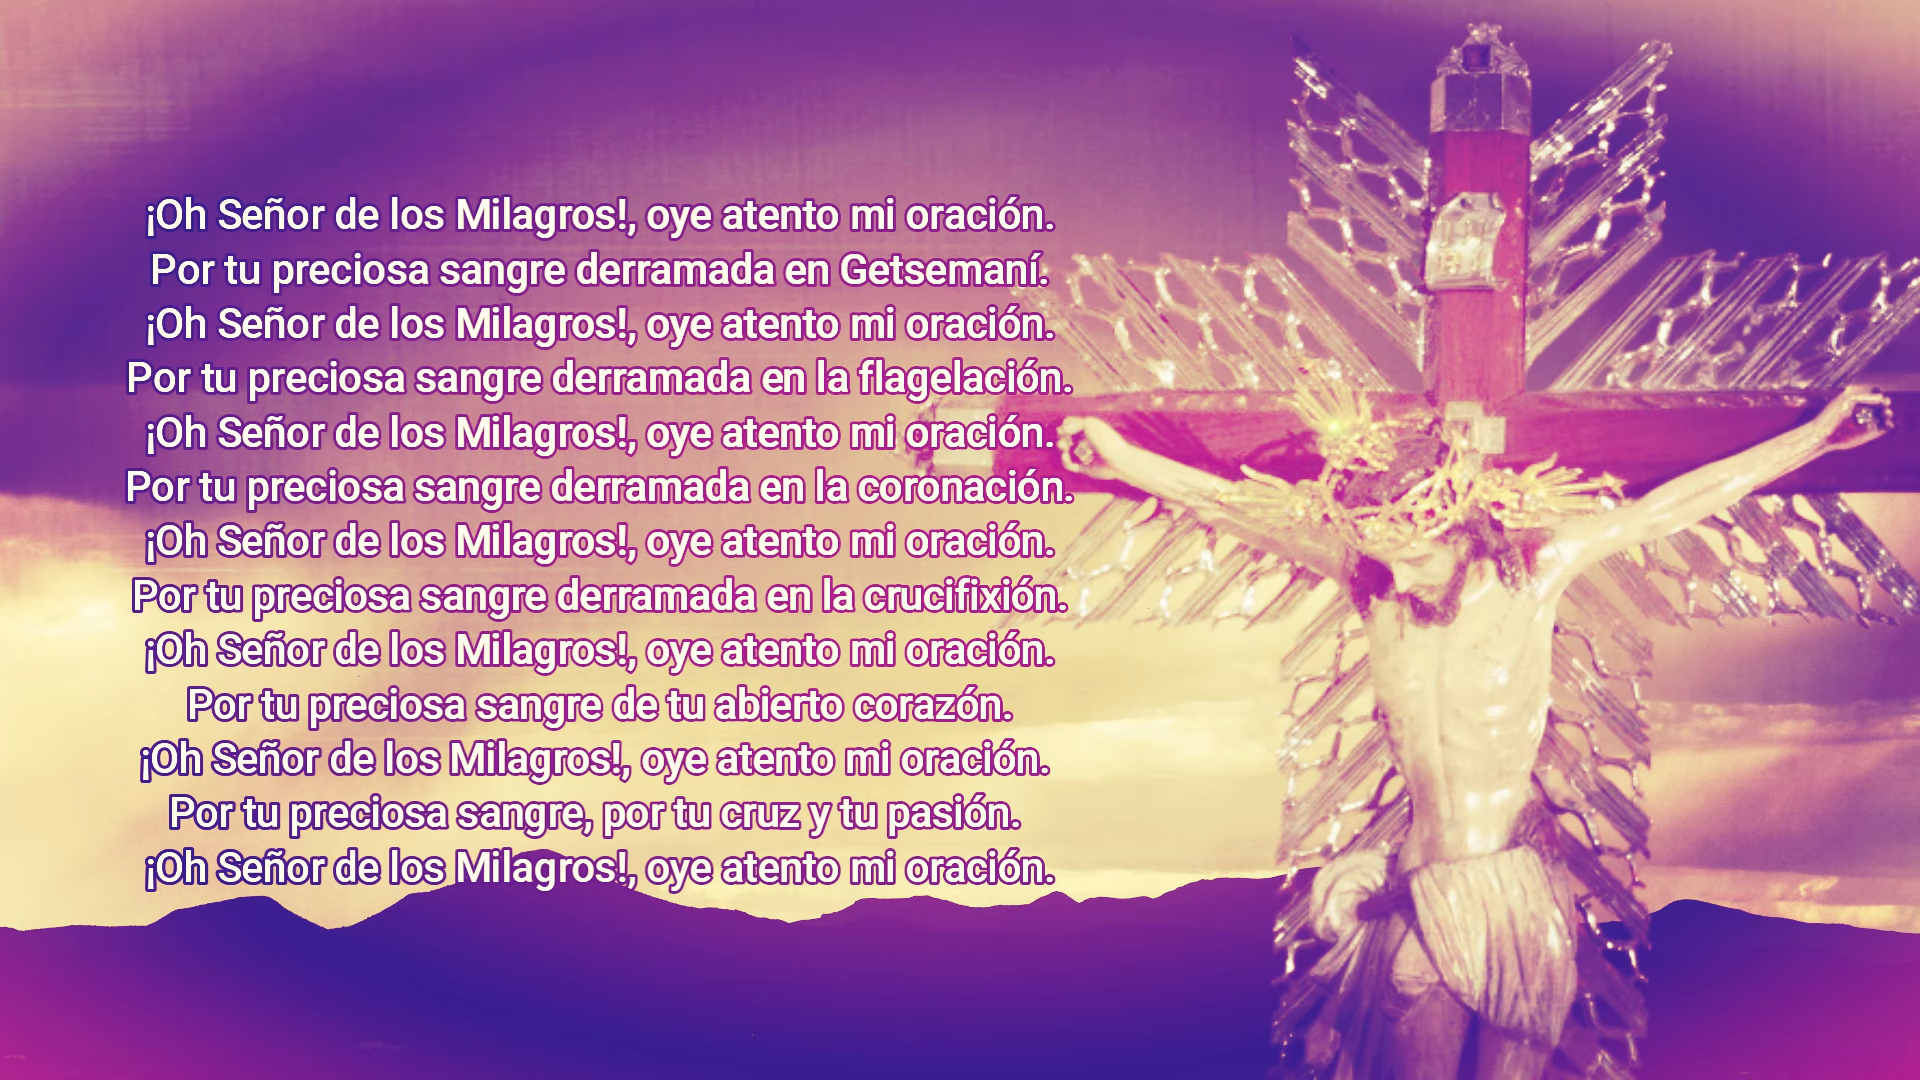 ¡Oh Señor de los Milagros!, oye atento mi oración.
Por tu preciosa sangre derramada en Getsemaní.
¡Oh Señor de los Milagros!, oye atento mi oración.
Por tu preciosa sangre derramada en la flagelación.
¡Oh Señor de los Milagros!, oye atento mi oración.
Por tu preciosa sangre derramada en la coronación.
¡Oh Señor de los Milagros!, oye atento mi oración.
Por tu preciosa sangre derramada en la crucifixión.
¡Oh Señor de los Milagros!, oye atento mi oración.
Por tu preciosa sangre de tu abierto corazón.
¡Oh Señor de los Milagros!, oye atento mi oración.
Por tu preciosa sangre, por tu cruz y tu pasión.
¡Oh Señor de los Milagros!, oye atento mi oración.